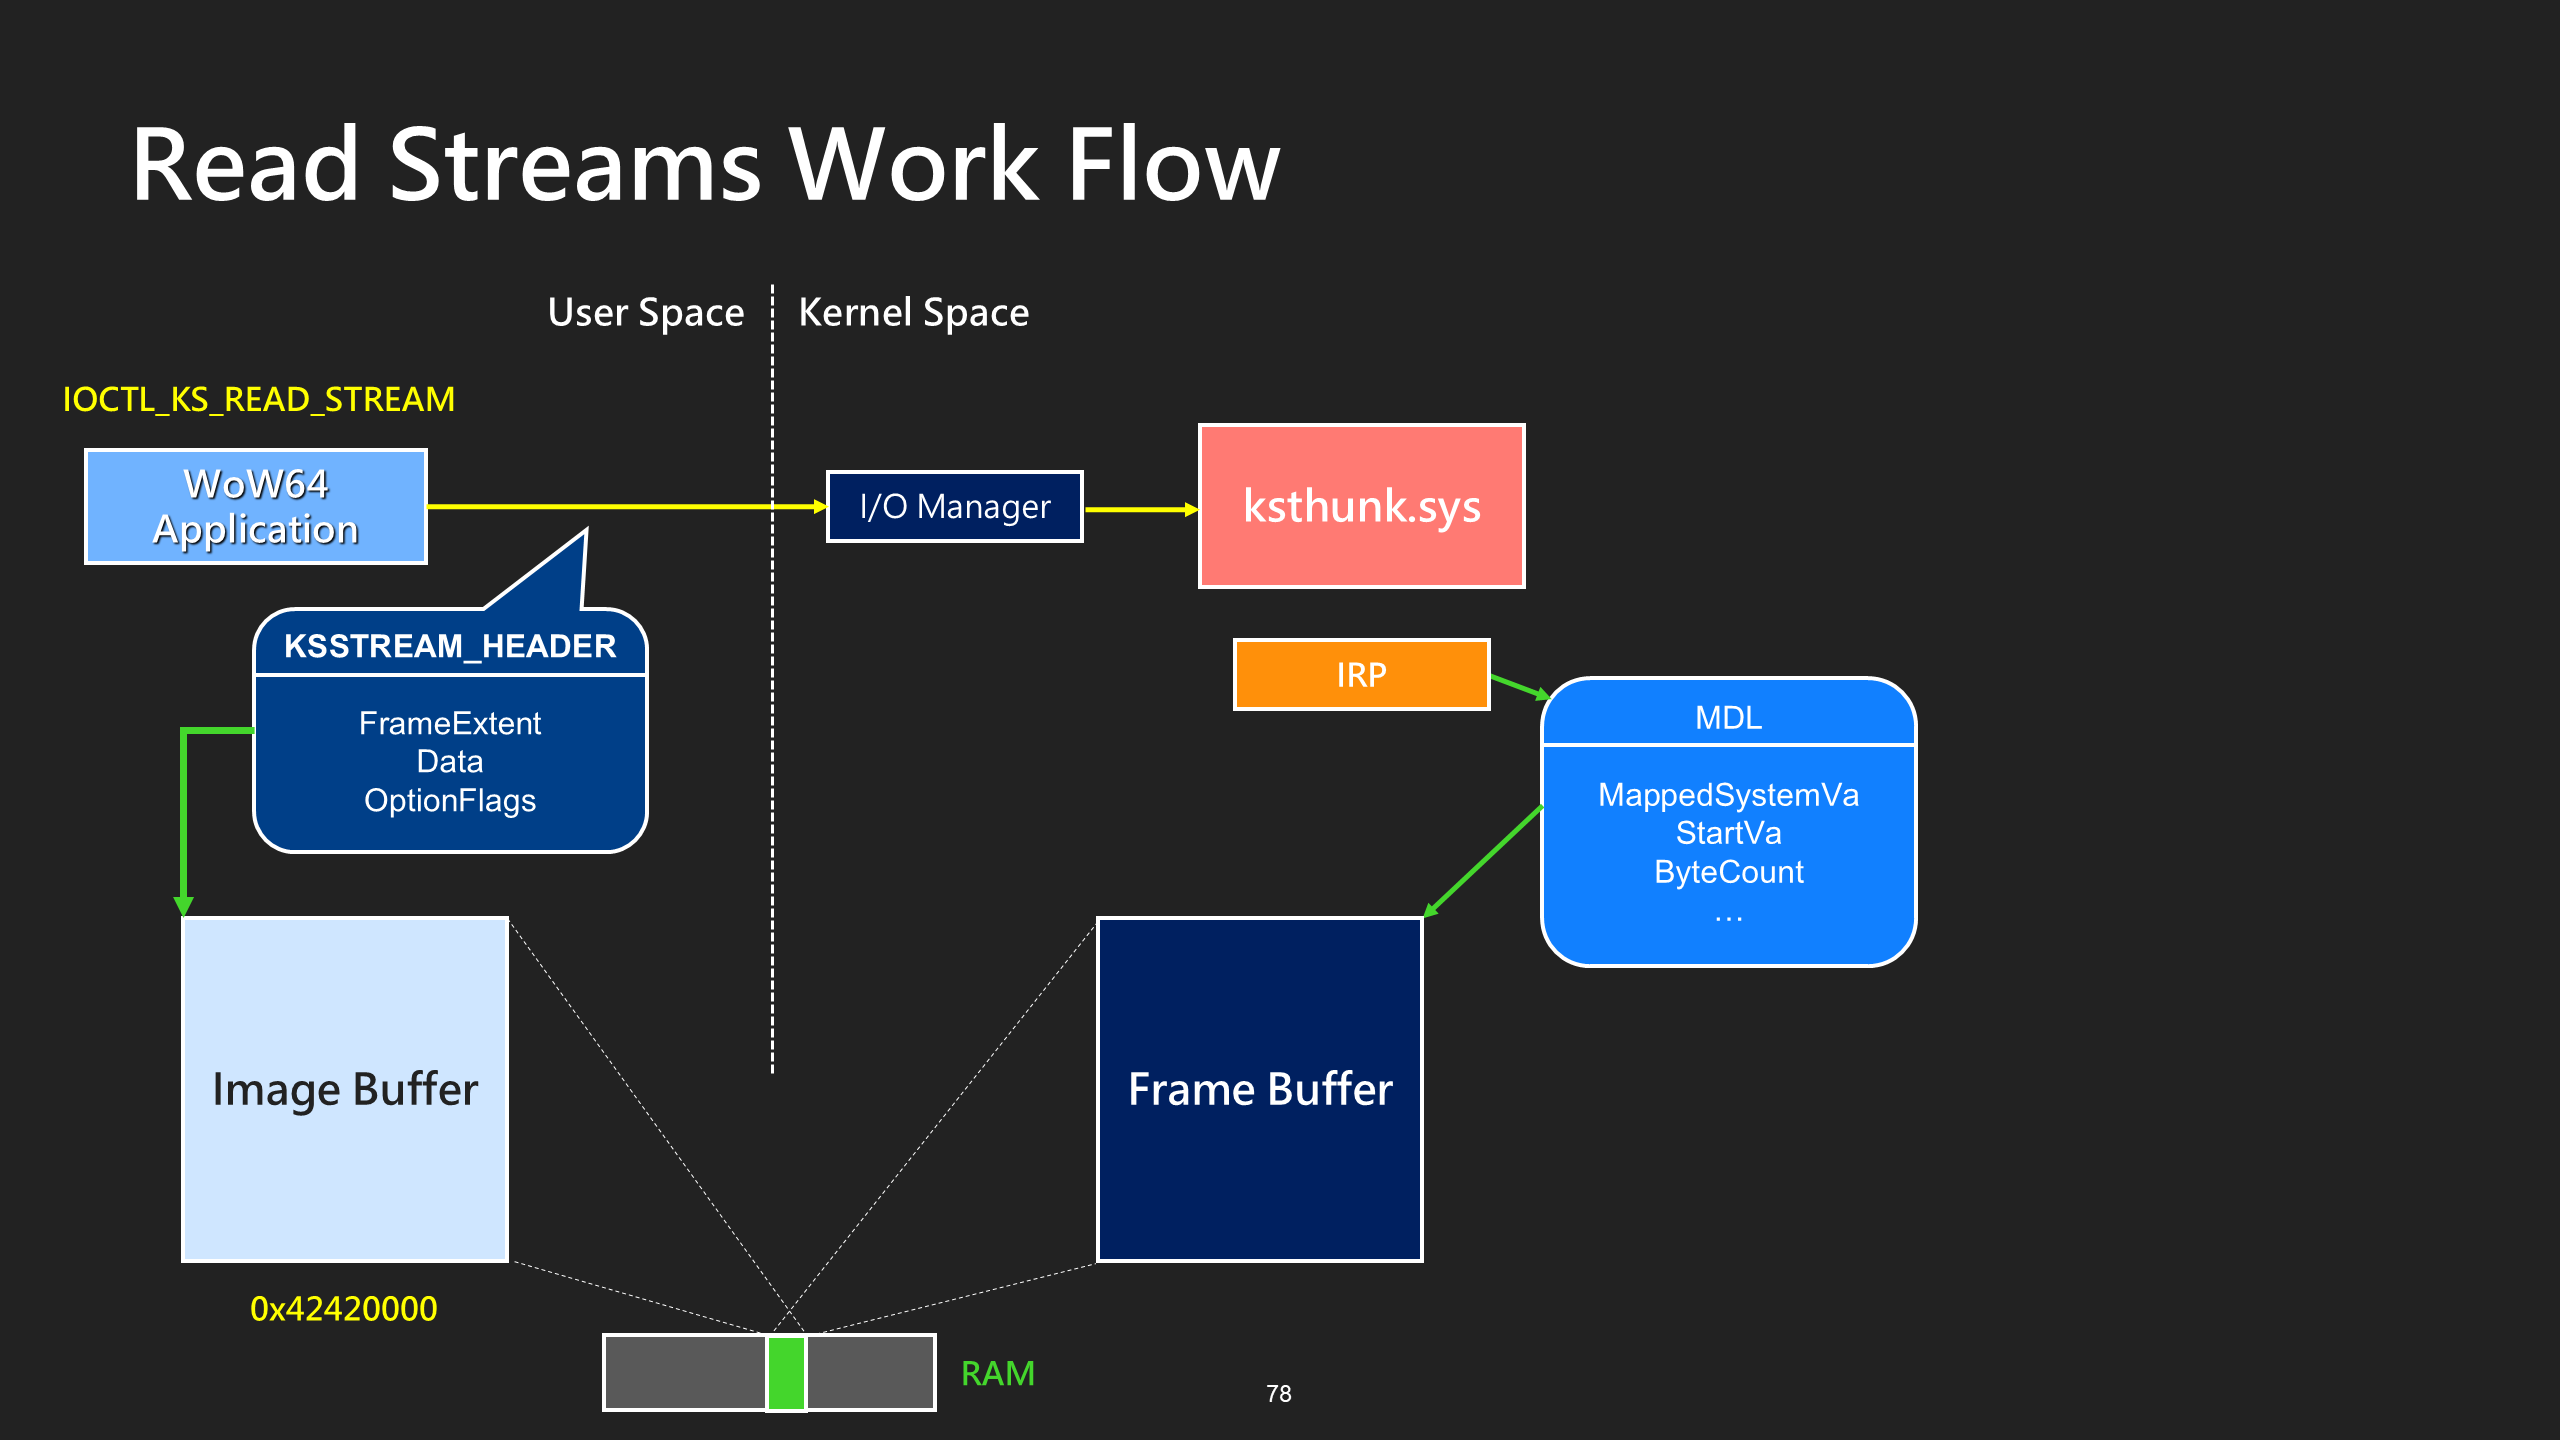 Read Streams Work Flow
User Space
Kernel Space
IOCTL_KS_READ_STREAM
WoW64
Application
I/O Manager
ksthunk.sys
KSSTREAM_HEADER
FrameExtent
Data
OptionFlags
IRP
MDL
MappedSystemVa
StartVa
ByteCount
…
Image Buffer
Frame Buffer
0x42420000
RAM
78